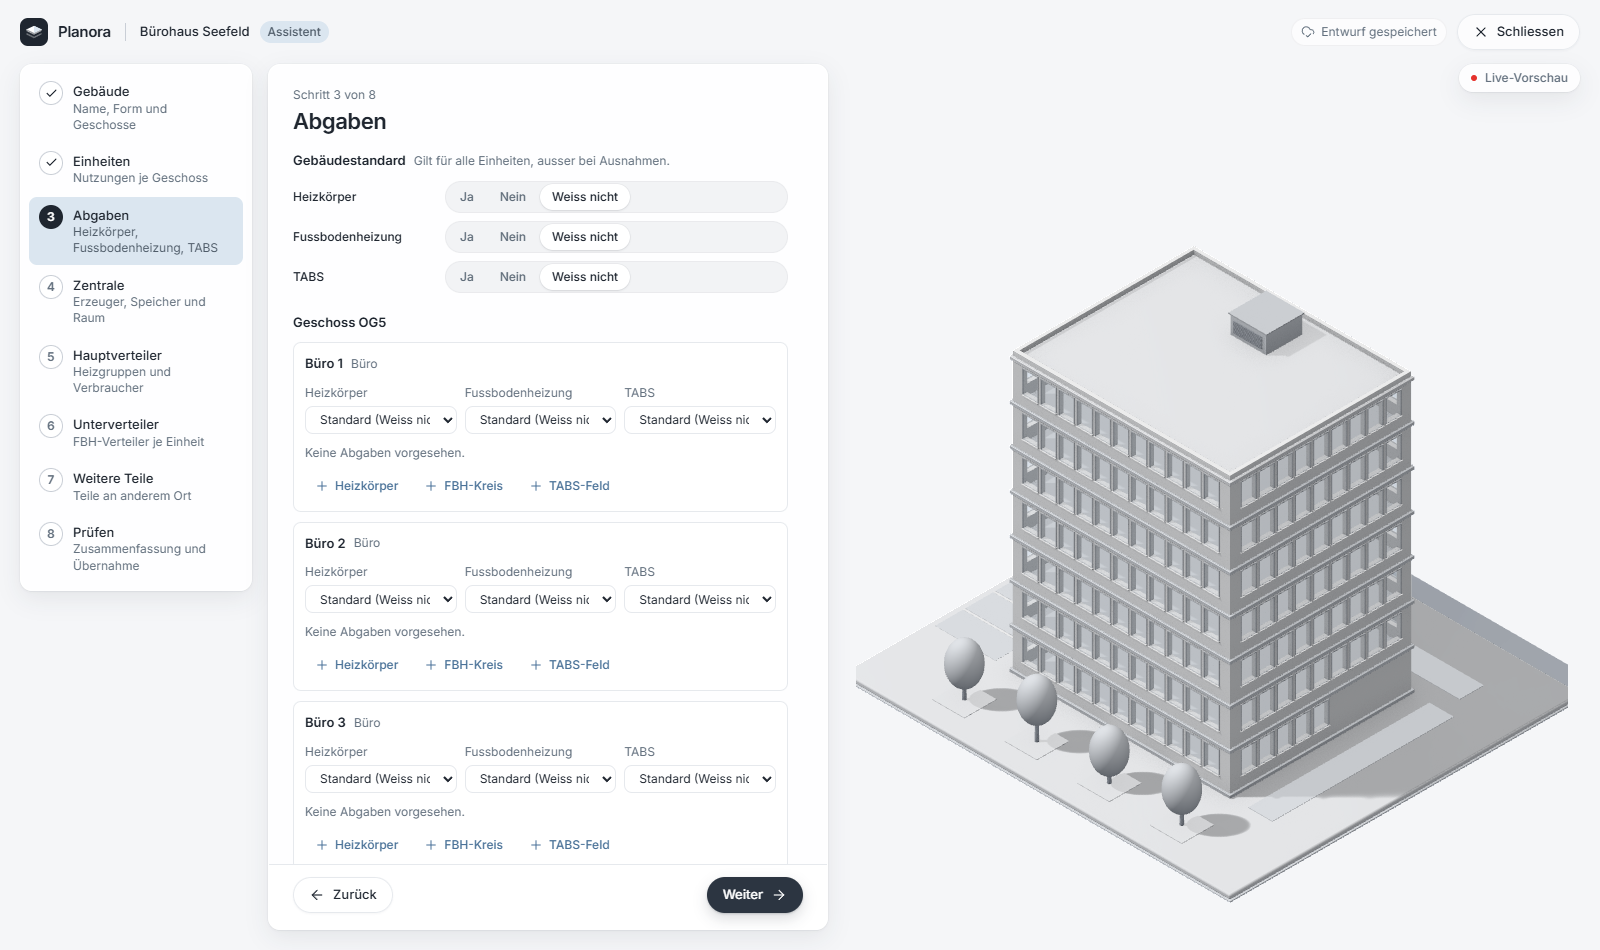 Planora
Bürohaus Seefeld
Assistent
Entwurf gespeichert
Schliessen
Live-Vorschau
Gebäude
Name, Form und
Geschosse
Einheiten
Nutzungen je Geschoss
3
Abgaben
Heizkörper,
Fussbodenheizung, TABS
4
Zentrale
Erzeuger, Speicher und
Raum
5
Hauptverteiler
Heizgruppen und
Verbraucher
6
Unterverteiler
FBH-Verteiler je Einheit
7
Weitere Teile
Teile an anderem Ort
8
Prüfen
Zusammenfassung und
Übernahme
Schritt 3 von 8
Abgaben
Gebäudestandard Gilt für alle Einheiten, ausser bei Ausnahmen.
Heizkörper Ja Nein Weiss nicht
Fussbodenheizung Ja Nein Weiss nicht
TABS Ja Nein Weiss nicht
Geschoss OG5
Büro 1 Büro
Heizkörper Fussbodenheizung TABS
Standard (Weiss nic Standard (Weiss nic Standard (Weiss nic
Keine Abgaben vorgesehen.
+ Heizkörper + FBH-Kreis + TABS-Feld
Büro 2 Büro
Heizkörper Fussbodenheizung TABS
Standard (Weiss nic Standard (Weiss nic Standard (Weiss nic
Keine Abgaben vorgesehen.
+ Heizkörper + FBH-Kreis + TABS-Feld
Büro 3 Büro
Heizkörper Fussbodenheizung TABS
Standard (Weiss nic Standard (Weiss nic Standard (Weiss nic
Keine Abgaben vorgesehen.
+ Heizkörper + FBH-Kreis + TABS-Feld
Zurück
Weiter